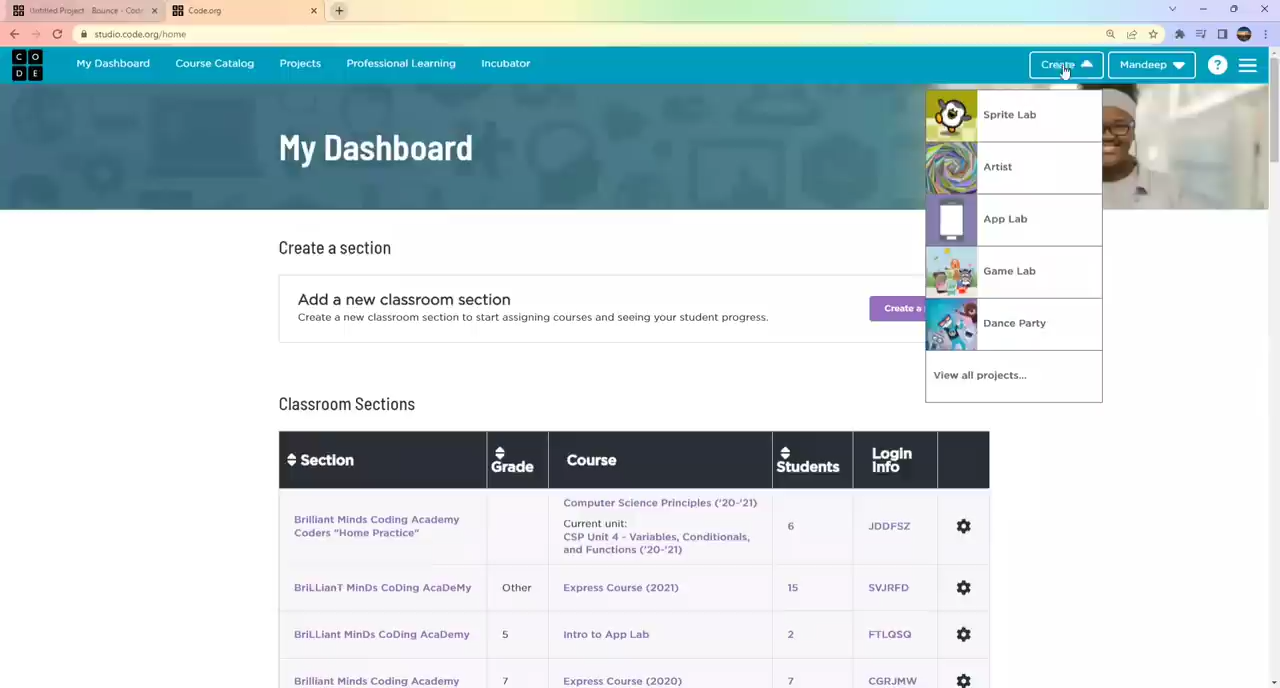 Untitled Project - Bounce - Code
Code.org
studio.code.org/home
C O
D E
My Dashboard
Course Catalog
Projects
Professional Learning
Incubator
Create
Mandeep
?
Sprite Lab
Artist
App Lab
Game Lab
Dance Party
View all projects...
My Dashboard
Create a section
Add a new classroom section
Create a new classroom section to start assigning courses and seeing your student progress.
Create a
Classroom Sections
Section
Grade
Course
Students
Login
Info
Brilliant Minds Coding Academy
Coders "Home Practice"
Computer Science Principles ('20-'21)
Current unit:
CSP Unit 4 - Variables, Conditionals,
and Functions ('20-'21)
6
JDDFSZ
BriLLianT MinDs CoDing AcaDeMy
Other
Express Course (2021)
15
SVJRFD
BriLLiant MinDs CoDing AcaDemy
5
Intro to App Lab
2
FTLQSQ
Brilliant Minds Coding Academy
7
Express Course (2020)
7
CGRJMW